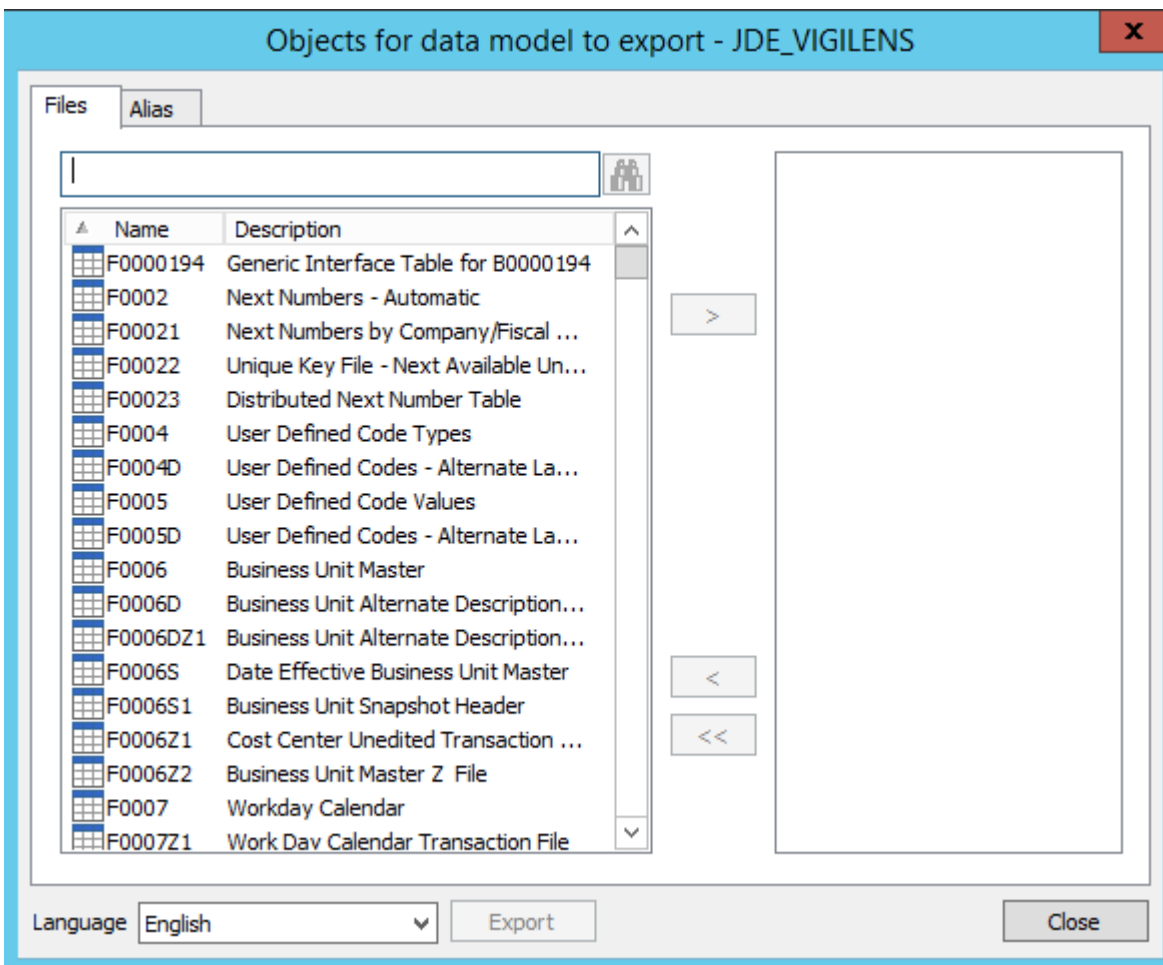 Objects for data model to export - JDE_VIGILENS
x
Files Alias
Name Description
F0000194 Generic Interface Table for B0000194
F0002 Next Numbers - Automatic
F00021 Next Numbers by Company/Fiscal ...
F00022 Unique Key File - Next Available Un...
F00023 Distributed Next Number Table
F0004 User Defined Code Types
F0004D User Defined Codes - Alternate La...
F0005 User Defined Code Values
F0005D User Defined Codes - Alternate La...
F0006 Business Unit Master
F0006D Business Unit Alternate Description...
F0006DZ1 Business Unit Alternate Description...
F0006S Date Effective Business Unit Master
F0006S1 Business Unit Snapshot Header
F0006Z1 Cost Center Unedited Transaction ...
F0006Z2 Business Unit Master Z  File
F0007 Workday Calendar
F0007Z1 Work Day Calendar Transaction File
>
<
<<
Language English Export Close